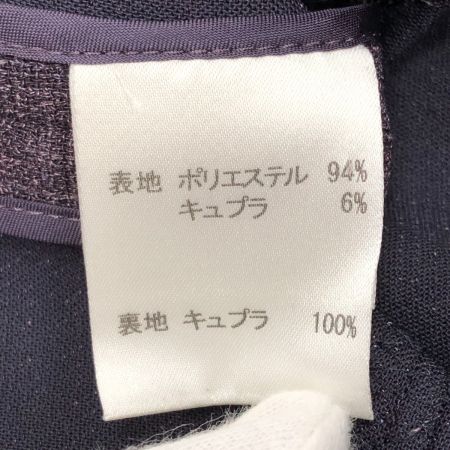 表地 ポリエステル 94%
キュプラ 6%
裏地 キュプラ 100%